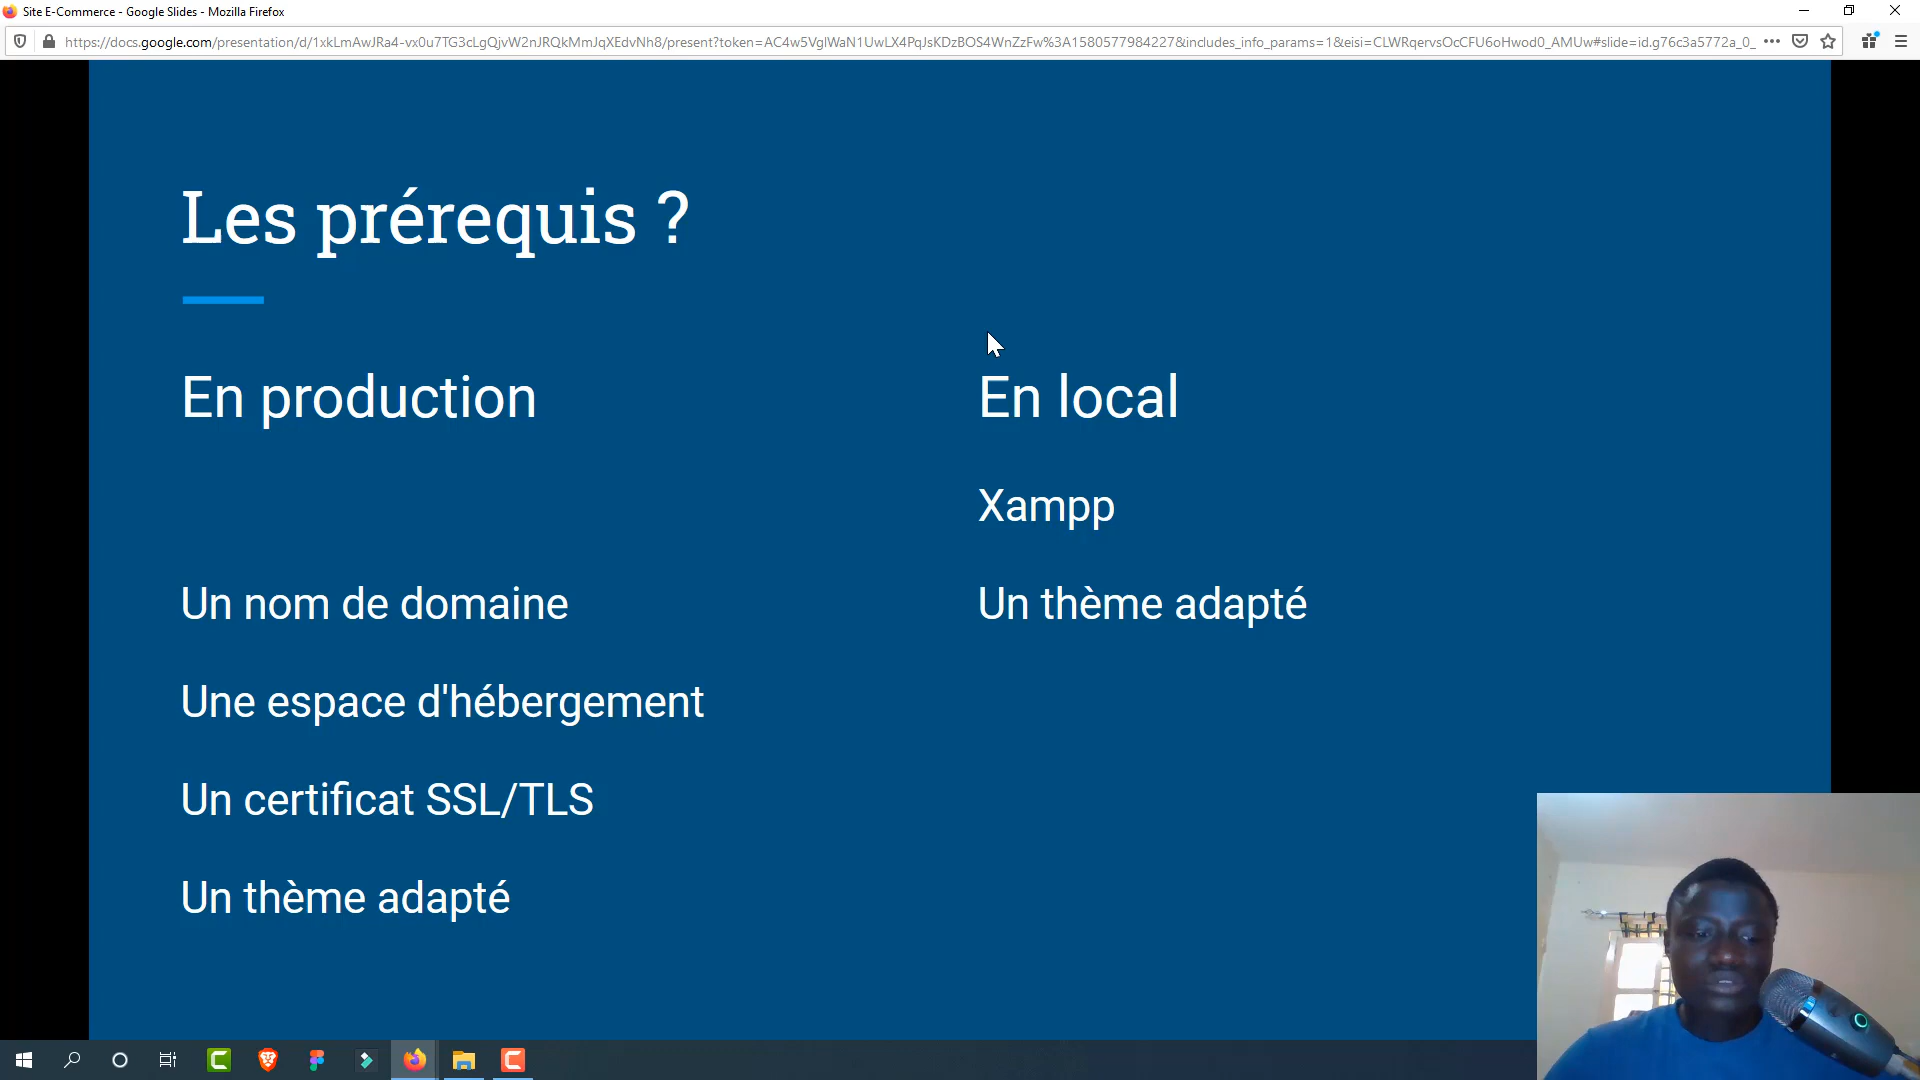 Site E-Commerce - Google Slides - Mozilla Firefox
https://docs.google.com/presentation/d/1xkLmAwJRa4-vx0u7TG3cLgQjvW2nJRQkMmJqXEdvNh8/present?token=AC4w5VglWaN1UwLX4PqJsKDzBOS4WnZzFw%3A1580577984227&includes_info_params=1&eisi=CLWRqervsOcCFU6oHwod0_AMUw#slide=id.g76c3a5772a_0_
Les prérequis ?
En production
Un nom de domaine
Une espace d'hébergement
Un certificat SSL/TLS
Un thème adapté
En local
Xampp
Un thème adapté